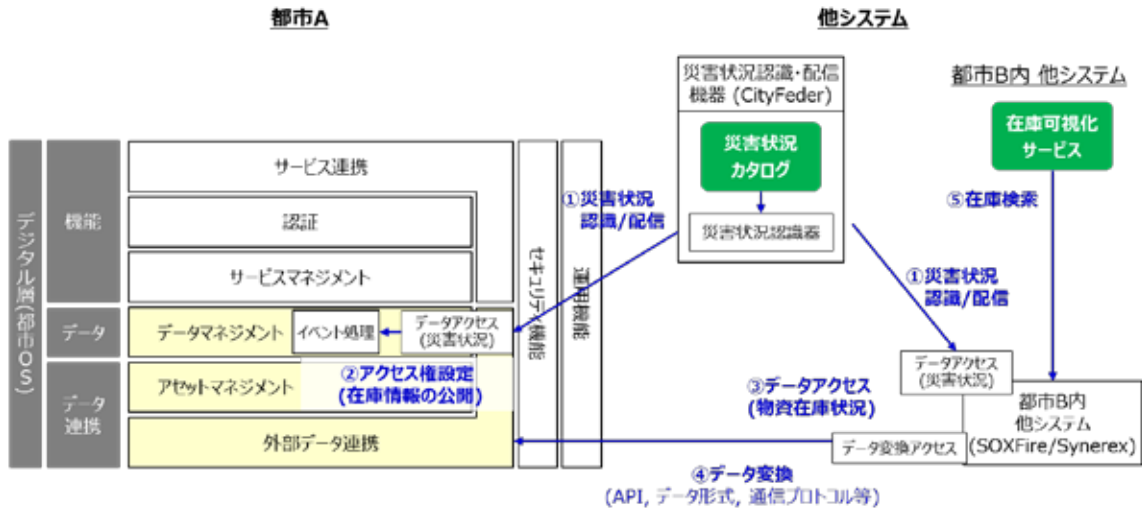 都市A
他システム
災害状況認識・配信
機器 (CityFeder)
災害状況
カタログ
災害状況認識器
都市B内 他システム
在庫可視化
サービス
デジタル層(都市OS)
機能
データ
データ
連携
サービス連携
認証
サービスマネジメント
データマネジメント
イベント処理
データアクセス
(災害状況)
アセットマネジメント
②アクセス権設定
(在庫情報の公開)
外部データ連携
セキュリティ機能
運用機能
①災害状況
認識/配信
①災害状況
認識/配信
⑤在庫検索
データアクセス
(災害状況)
③データアクセス
(物資在庫状況)
都市B内
他システム
(SOXFire/Synerex)
データ変換アクセス
④データ変換
(API, データ形式, 通信プロトコル等)